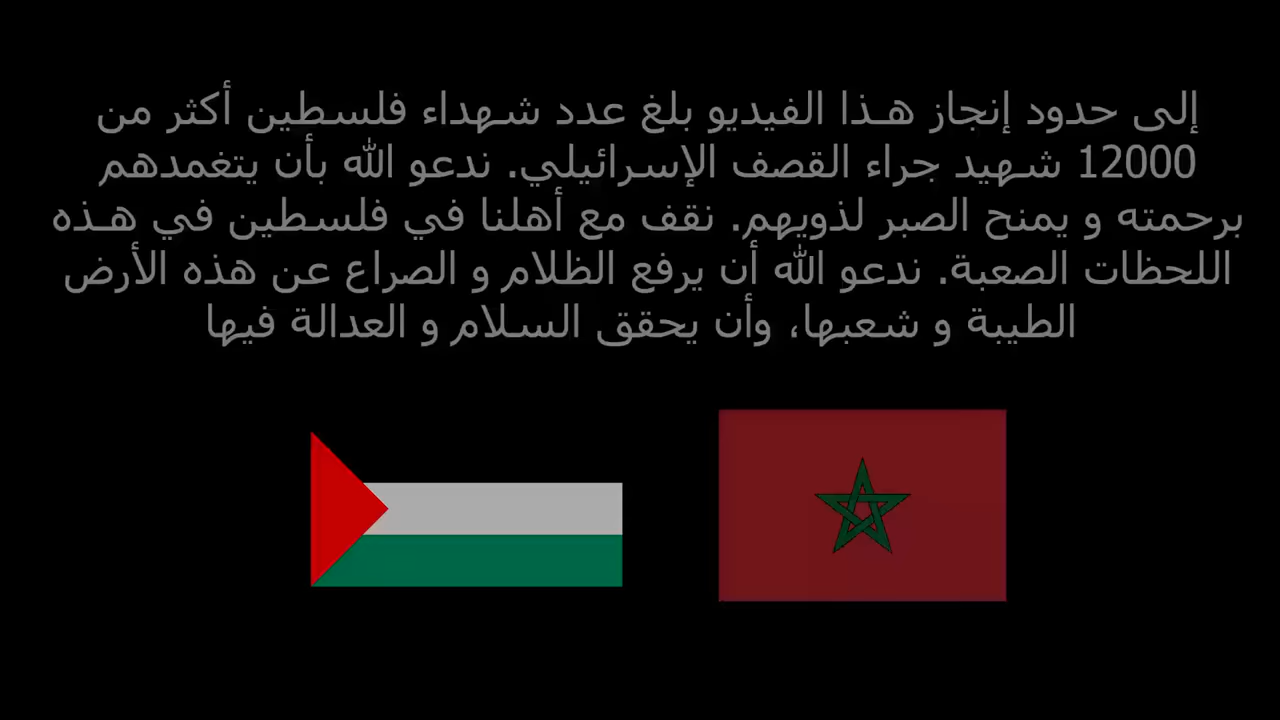 إلى حدود إنجاز هذا الفيديو بلغ عدد شهداء فلسطين أكثر من
12000 شهيد جراء القصف الإسرائيلي. ندعو الله بأن يتغمدهم
برحمته و يمنح الصبر لذويهم. نقف مع أهلنا في فلسطين في هذه
اللحظات الصعبة. ندعو الله أن يرفع الظلام و الصراع عن هذه الأرض
الطيبة و شعبها، وأن يحقق السلام و العدالة فيها